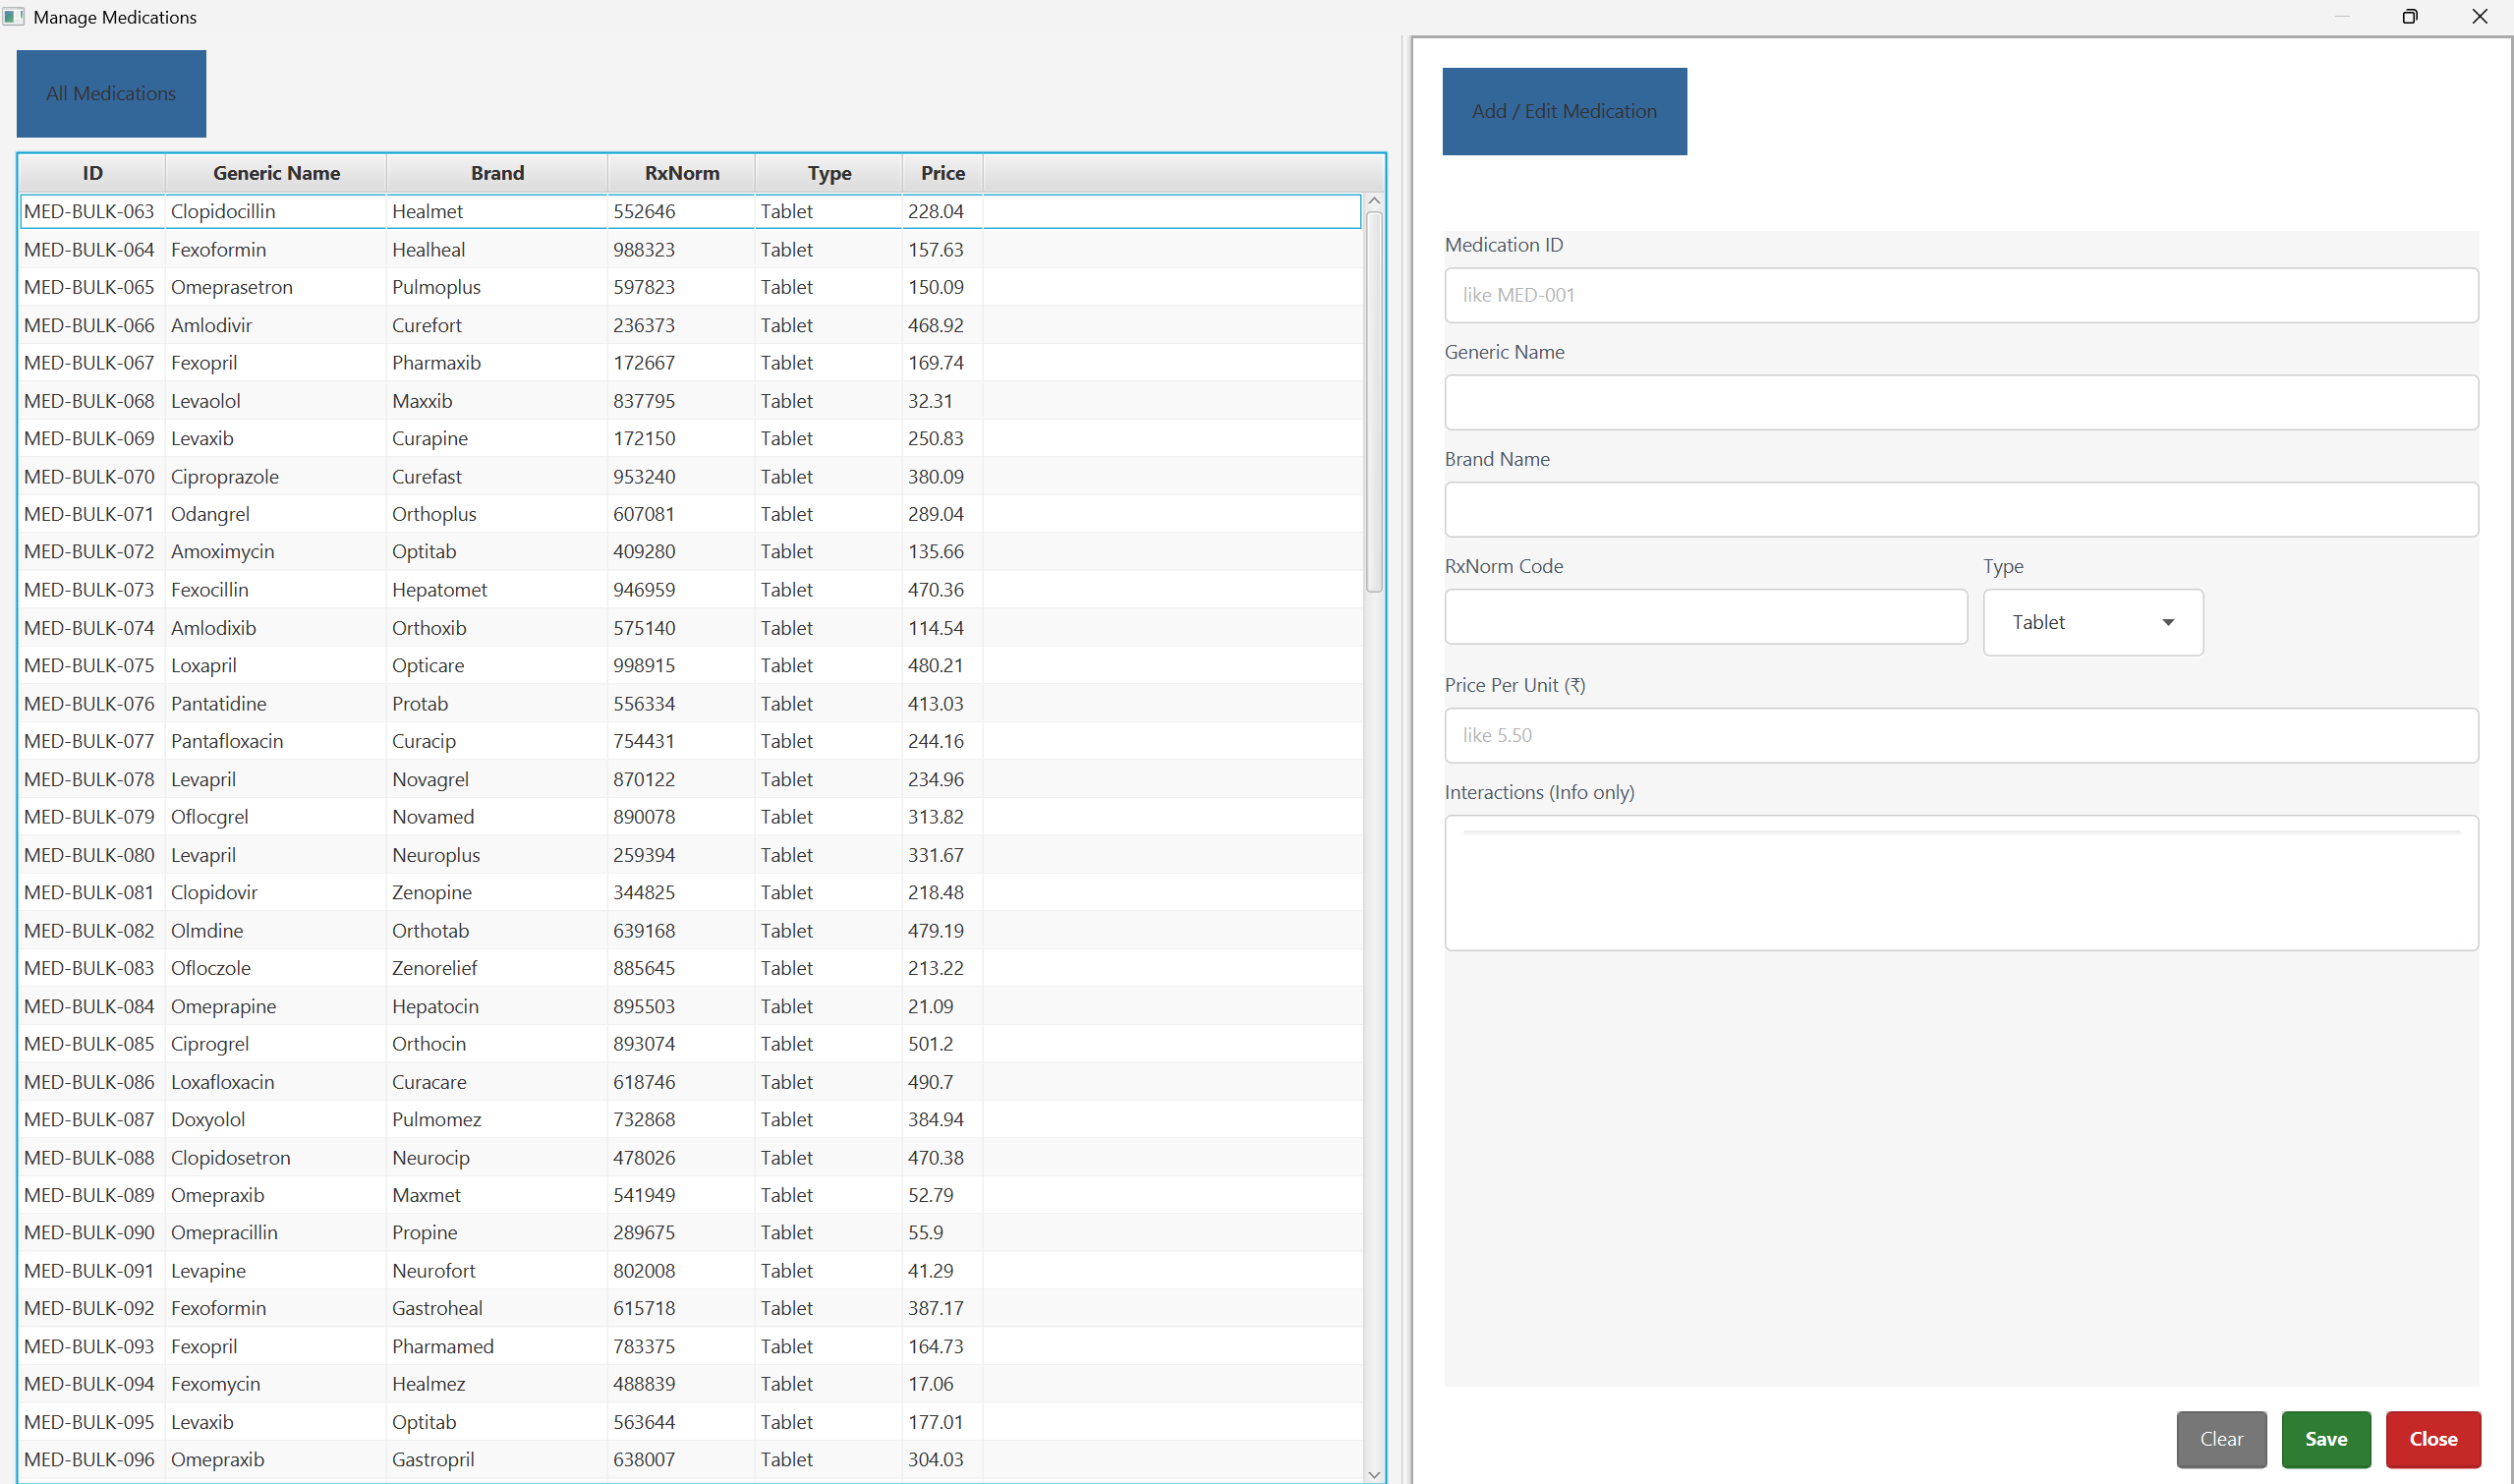 Manage Medications
All Medications
ID Generic Name Brand RxNorm Type Price
MED-BULK-063 Clopidocillin Healmet 552646 Tablet 228.04
MED-BULK-064 Fexoformin Healheal 988323 Tablet 157.63
MED-BULK-065 Omeprasetron Pulmoplus 597823 Tablet 150.09
MED-BULK-066 Amlodivir Curefort 236373 Tablet 468.92
MED-BULK-067 Fexopril Pharmaxib 172667 Tablet 169.74
MED-BULK-068 Levaolol Maxxib 837795 Tablet 32.31
MED-BULK-069 Levaxib Curapine 172150 Tablet 250.83
MED-BULK-070 Ciproprazole Curefast 953240 Tablet 380.09
MED-BULK-071 Odangrel Orthoplus 607081 Tablet 289.04
MED-BULK-072 Amoximycin Optitab 409280 Tablet 135.66
MED-BULK-073 Fexocillin Hepatomet 946959 Tablet 470.36
MED-BULK-074 Amlodixib Orthoxib 575140 Tablet 114.54
MED-BULK-075 Loxapril Opticare 998915 Tablet 480.21
MED-BULK-076 Pantatidine Protab 556334 Tablet 413.03
MED-BULK-077 Pantafloxacin Curacip 754431 Tablet 244.16
MED-BULK-078 Levapril Novagrel 870122 Tablet 234.96
MED-BULK-079 Oflocgrel Novamed 890078 Tablet 313.82
MED-BULK-080 Levapril Neuroplus 259394 Tablet 331.67
MED-BULK-081 Clopidovir Zenopine 344825 Tablet 218.48
MED-BULK-082 Olmdine Orthotab 639168 Tablet 479.19
MED-BULK-083 Ofloczole Zenorelief 885645 Tablet 213.22
MED-BULK-084 Omeprapine Hepatocin 895503 Tablet 21.09
MED-BULK-085 Ciprogrel Orthocin 893074 Tablet 501.2
MED-BULK-086 Loxafloxacin Curacare 618746 Tablet 490.7
MED-BULK-087 Doxyolol Pulmomez 732868 Tablet 384.94
MED-BULK-088 Clopidosetron Neurocip 478026 Tablet 470.38
MED-BULK-089 Omepraxib Maxmet 541949 Tablet 52.79
MED-BULK-090 Omepracillin Propine 289675 Tablet 55.9
MED-BULK-091 Levapine Neurofort 802008 Tablet 41.29
MED-BULK-092 Fexoformin Gastroheal 615718 Tablet 387.17
MED-BULK-093 Fexopril Pharmamed 783375 Tablet 164.73
MED-BULK-094 Fexomycin Healmez 488839 Tablet 17.06
MED-BULK-095 Levaxib Optitab 563644 Tablet 177.01
MED-BULK-096 Omepraxib Gastropril 638007 Tablet 304.03
Add / Edit Medication
Medication ID
like MED-001
Generic Name
Brand Name
RxNorm Code Type
Tablet
Price Per Unit (₹)
like 5.50
Interactions (Info only)
Clear Save Close